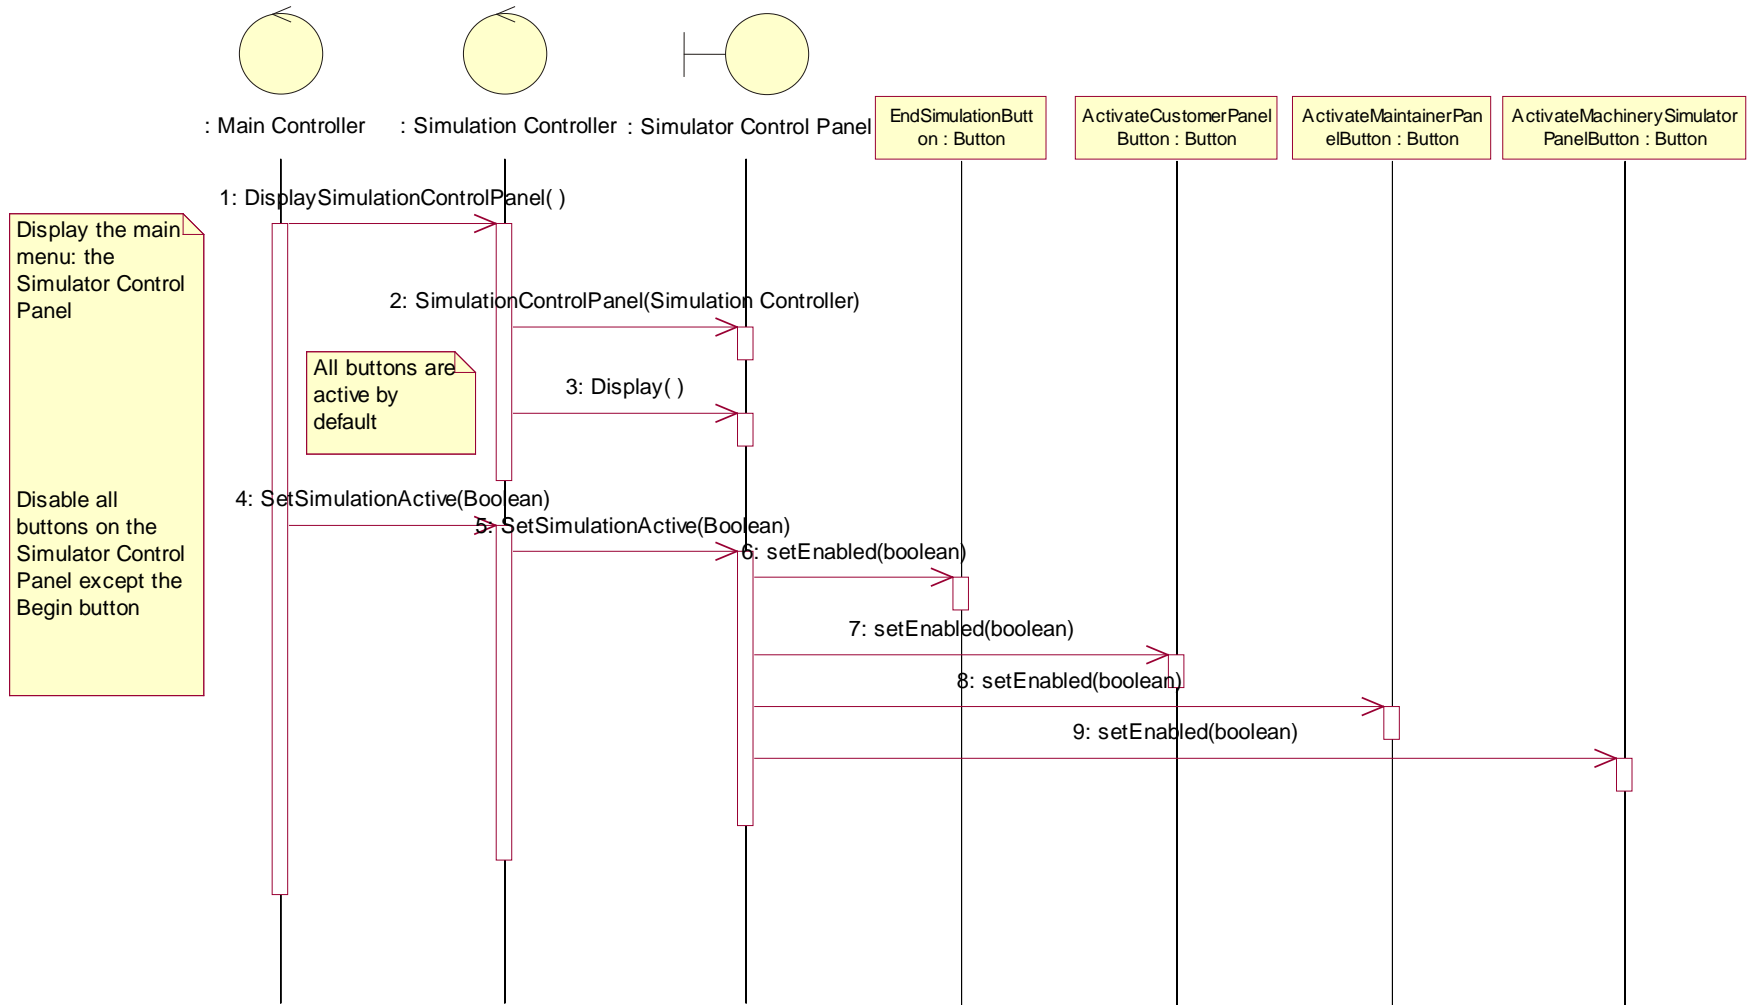 : Main Controller
: Simulation Controller
: Simulator Control Panel
EndSimulationButt
on : Button
ActivateCustomerPanel
Button : Button
ActivateMaintainerPan
elButton : Button
ActivateMachinerySimulator
PanelButton : Button
1: DisplaySimulationControlPanel( )
Display the main
menu: the
Simulator Control
Panel
2: SimulationControlPanel(Simulation Controller)
All buttons are
active by
default
3: Display( )
Disable all
buttons on the
Simulator Control
Panel except the
Begin button
4: SetSimulationActive(Boolean)
5: SetSimulationActive(Boolean)
6: setEnabled(boolean)
7: setEnabled(boolean)
8: setEnabled(boolean)
9: setEnabled(boolean)